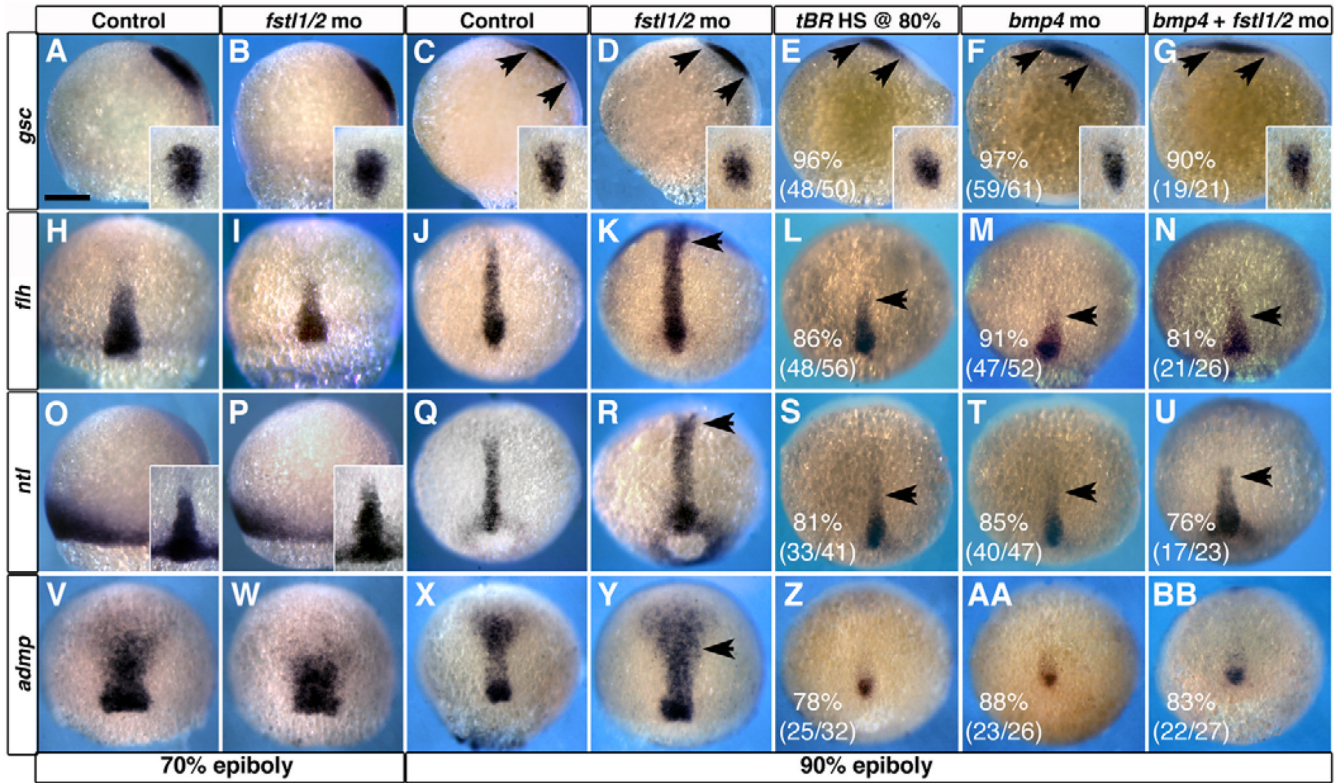 Control fstl1/2 mo Control fstl1/2 mo tBR HS @ 80% bmp4 mo bmp4 + fstl1/2 mo
gsc
A B C D E F G
96% 97% 90%
(48/50) (59/61) (19/21)
flh
H I J K L M N
86% 91% 81%
(48/56) (47/52) (21/26)
ntl
O P Q R S T U
81% 85% 76%
(33/41) (40/47) (17/23)
admp
V W X Y Z AA BB
78% 88% 83%
(25/32) (23/26) (22/27)
70% epiboly 90% epiboly